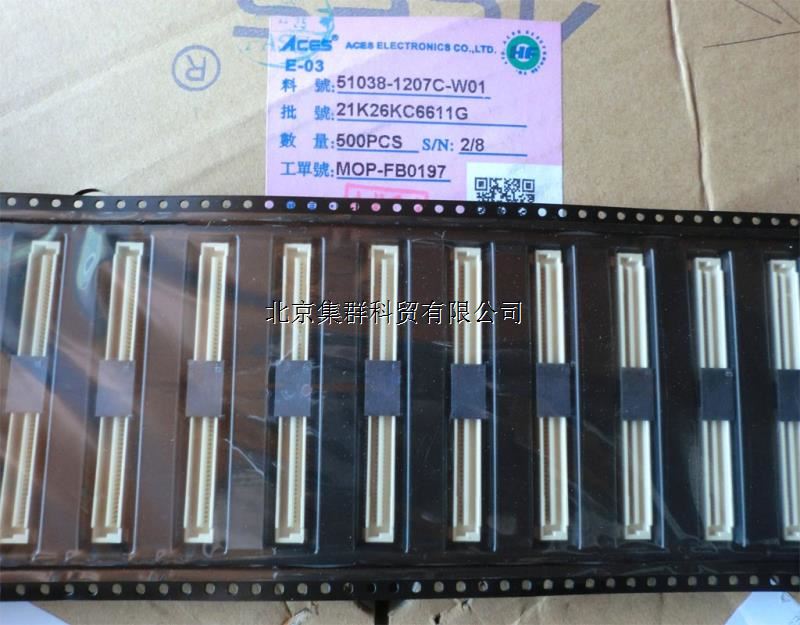 ACES ACES ELECTRONICS CO.,LTD.
HF
E-03
料 號:51038-1207C-W01
批 號:21K26KC6611G
數 量:500PCS S/N: 2/8
工單號:MOP-FB0197
北京集群科贸有限公司
®